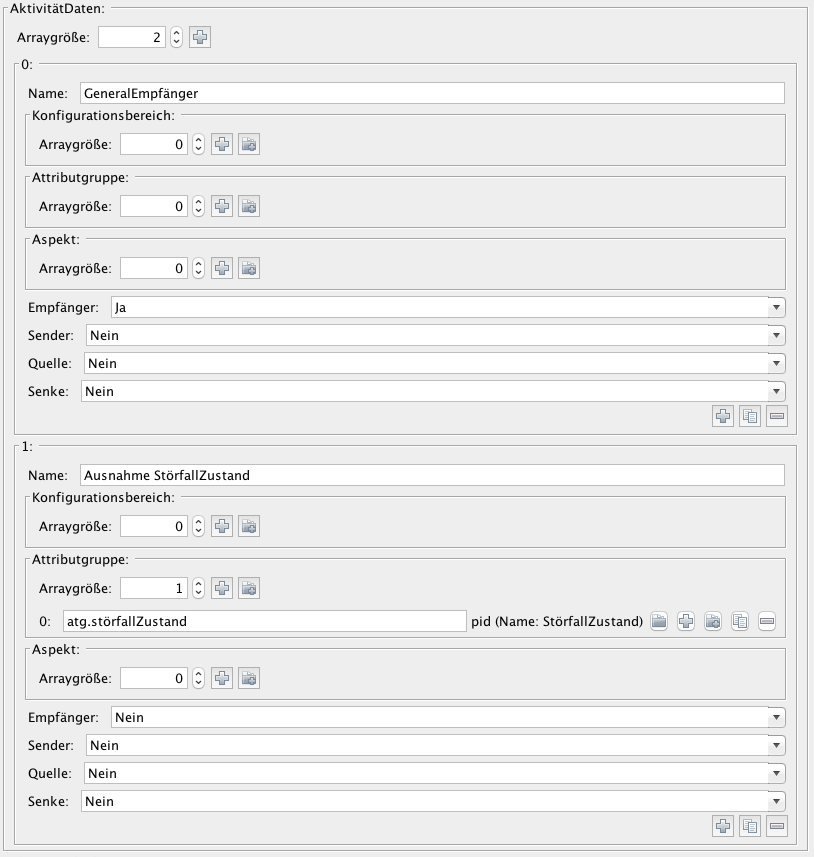 AktivitätDaten:
Arraygröße: 2
0:
Name: GeneralEmpfänger
Konfigurationsbereich:
Arraygröße: 0
Attributgruppe:
Arraygröße: 0
Aspekt:
Arraygröße: 0
Empfänger: Ja
Sender: Nein
Quelle: Nein
Senke: Nein
1:
Name: Ausnahme StörfallZustand
Konfigurationsbereich:
Arraygröße: 0
Attributgruppe:
Arraygröße: 1
0: atg.störfallZustand pid (Name: StörfallZustand)
Aspekt:
Arraygröße: 0
Empfänger: Nein
Sender: Nein
Quelle: Nein
Senke: Nein